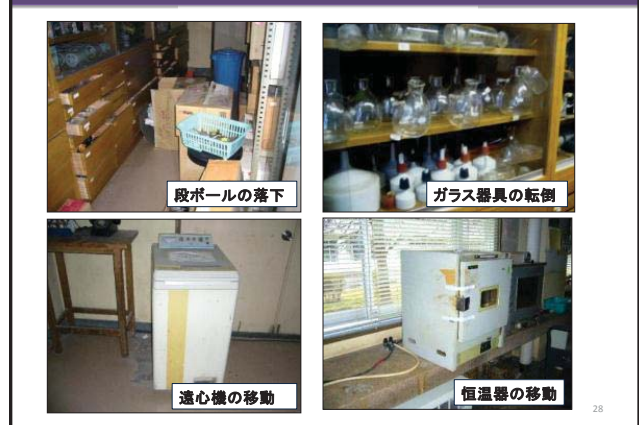 段ボールの落下
ガラス器具の転倒
遠心機の移動
恒温器の移動
28